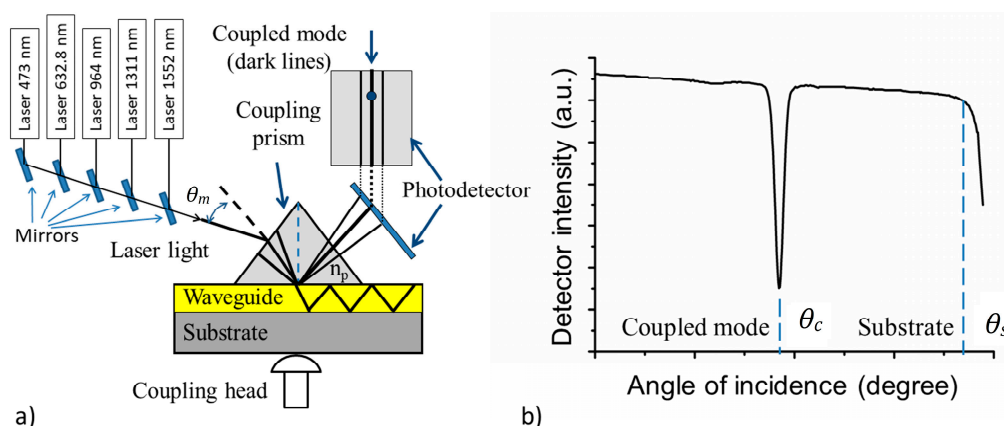 Laser 473 nm
Laser 632.8 nm
Laser 964 nm
Laser 1311 nm
Laser 1552 nm
Mirrors
Laser light
θm
Coupled mode
(dark lines)
Coupling
prism
Photodetector
np
Waveguide
Substrate
Coupling head
a)
Detector intensity (a.u.)
Coupled mode
θc
Substrate
θs
Angle of incidence (degree)
b)